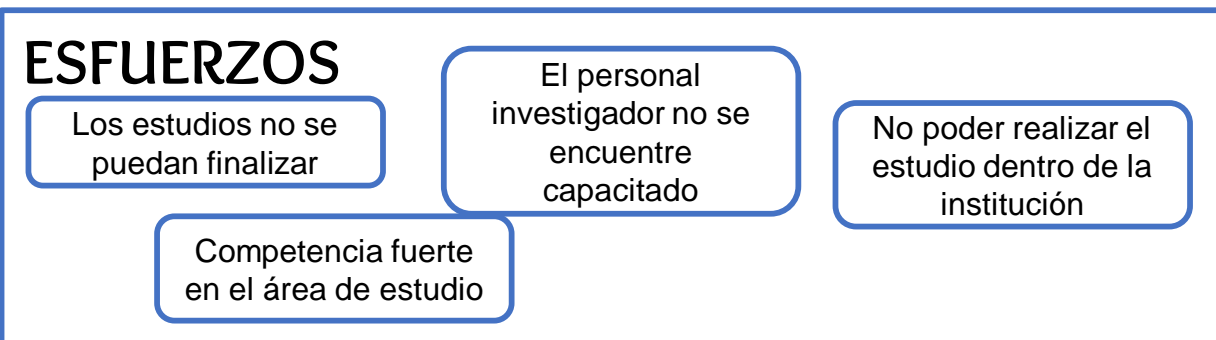 ESFUERZOS
Los estudios no se
puedan finalizar
El personal
investigador no se
encuentre
capacitado
No poder realizar el
estudio dentro de la
institución
Competencia fuerte
en el área de estudio